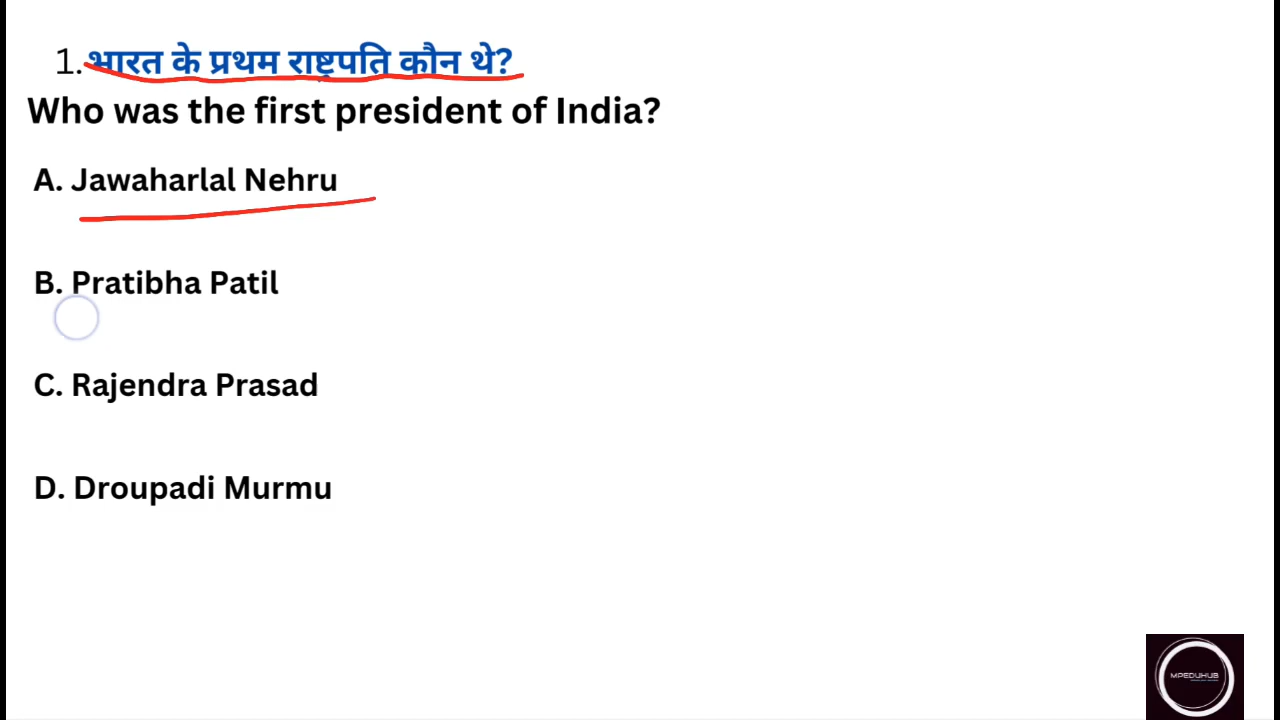 1. भारत के प्रथम राष्ट्रपति कौन थे?
Who was the first president of India?
A. Jawaharlal Nehru
B. Pratibha Patil
C. Rajendra Prasad
D. Droupadi Murmu
MPEDUHUB